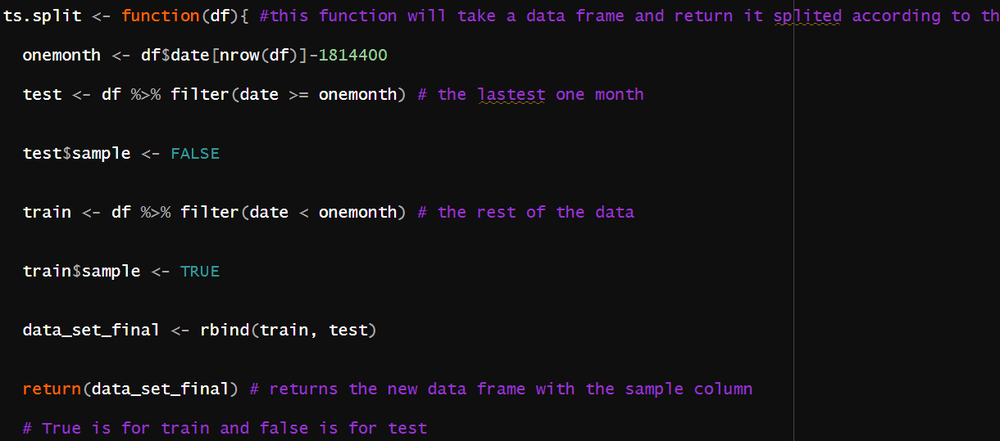 ts.split <- function(df){ #this function will take a data frame and return it splited according to th
onemonth <- df$date[nrow(df)]-1814400
test <- df %>% filter(date >= onemonth) # the lastest one month
test$sample <- FALSE
train <- df %>% filter(date < onemonth) # the rest of the data
train$sample <- TRUE
data_set_final <- rbind(train, test)
return(data_set_final) # returns the new data frame with the sample column
# True is for train and false is for test